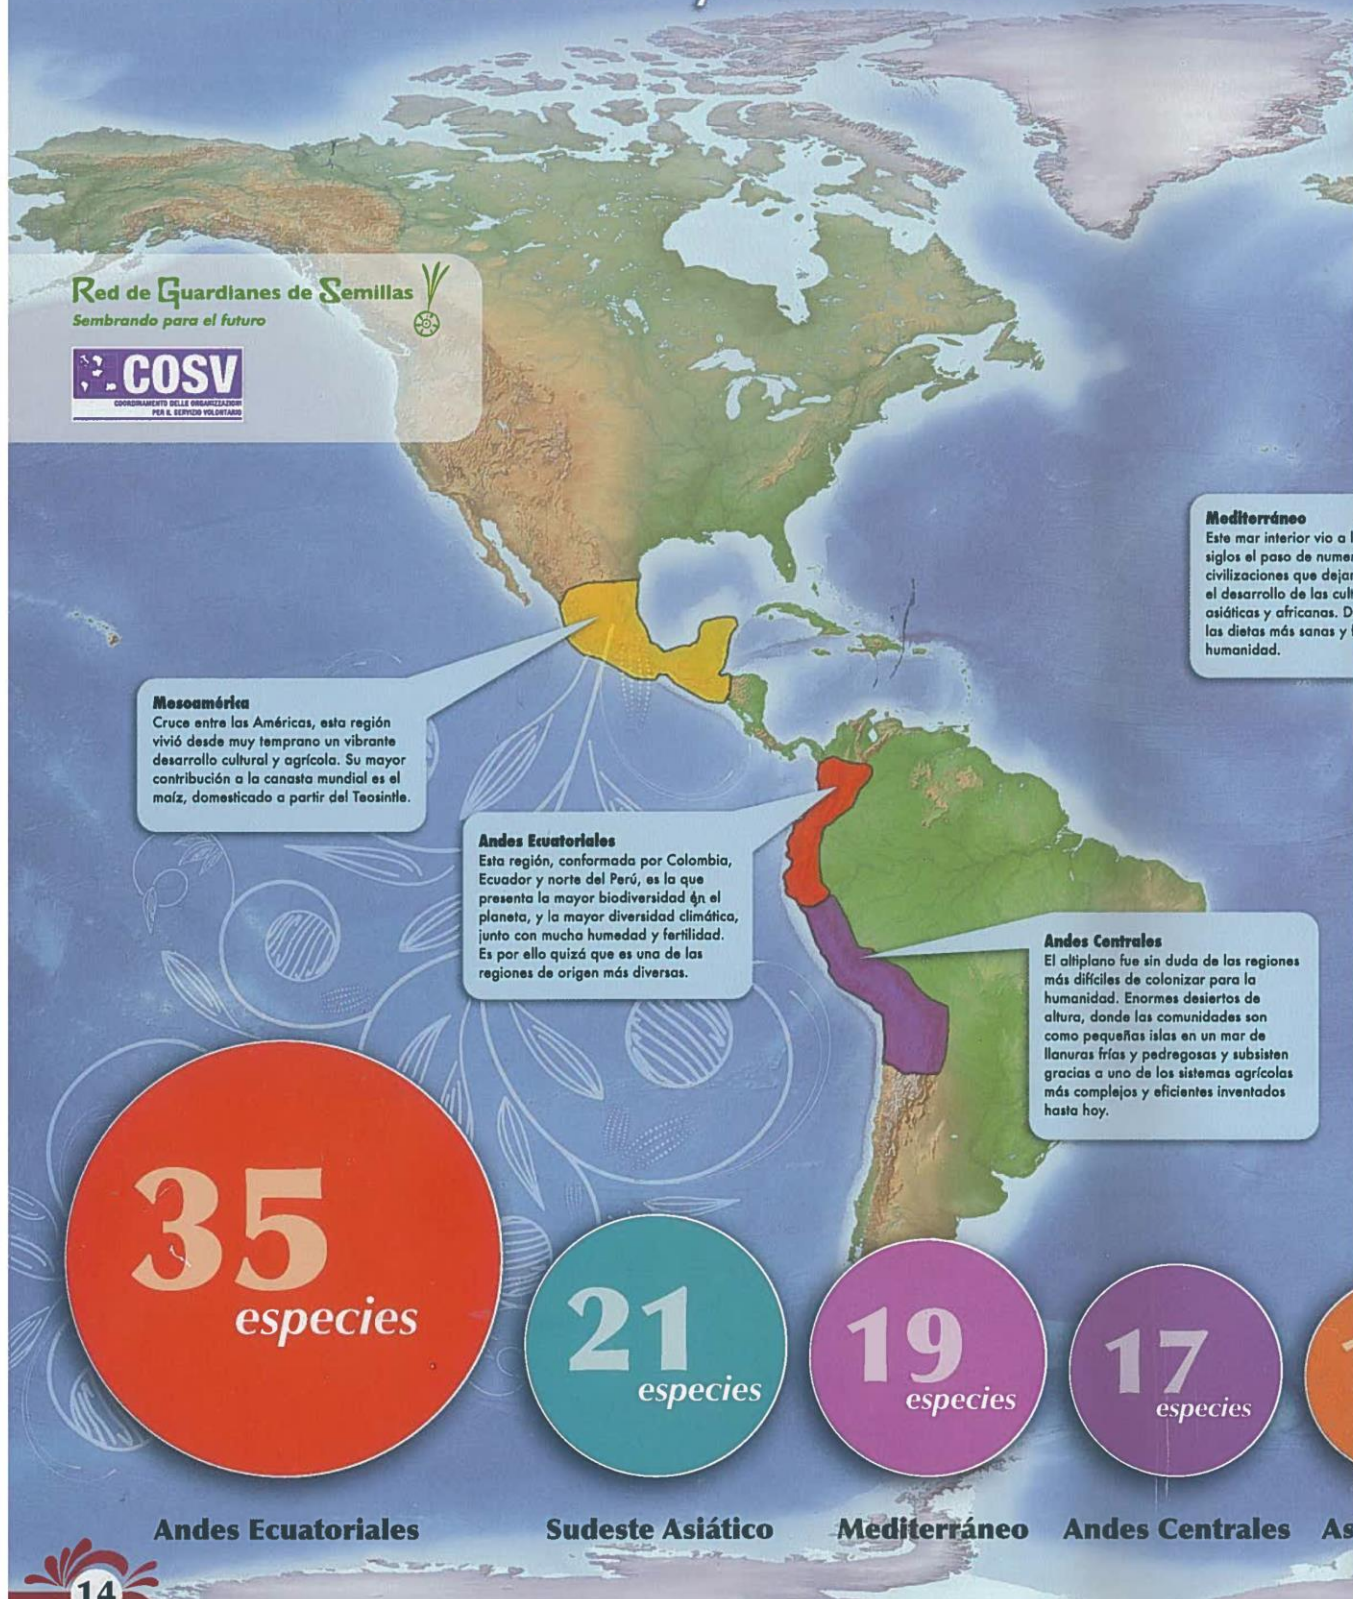 Red de Guardianes de Semillas
Sembrando para el futuro
COSV
COORDINAMENTO DELLE ORGANIZZAZIONI
PER IL SERVIZIO VOLONTARIO
Mediterráneo
Este mar interior vio a l
siglos el paso de numer
civilizaciones que dejar
el desarrollo de las cult
asiáticas y africanas. D
las dietas más sanas y
humanidad.
Mesoamérica
Cruce entre las Américas, esta región
vivió desde muy temprano un vibrante
desarrollo cultural y agrícola. Su mayor
contribución a la canasta mundial es el
maíz, domesticado a partir del Teosintle.
Andes Ecuatoriales
Esta región, conformada por Colombia,
Ecuador y norte del Perú, es la que
presenta la mayor biodiversidad en el
planeta, y la mayor diversidad climática,
junto con mucha humedad y fertilidad.
Es por ello quizá que es una de las
regiones de origen más diversas.
Andes Centrales
El altiplano fue sin duda de las regiones
más difíciles de colonizar para la
humanidad. Enormes desiertos de
altura, donde las comunidades son
como pequeñas islas en un mar de
llanuras frías y pedregosas y subsisten
gracias a uno de los sistemas agrícolas
más complejos y eficientes inventados
hasta hoy.
35
especies
Andes Ecuatoriales
21
especies
Sudeste Asiático
19
especies
Mediterráneo
17
especies
Andes Centrales
As
14